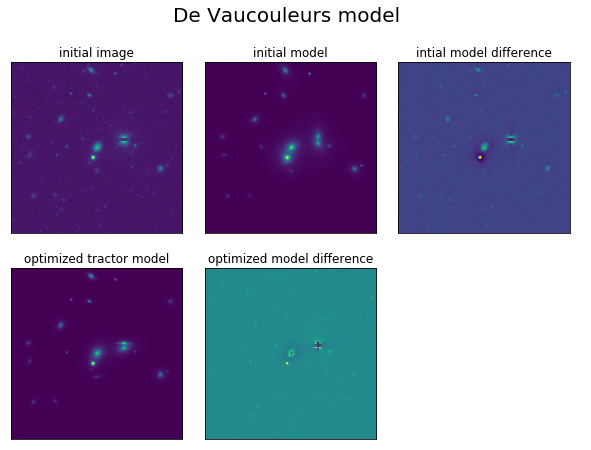 De Vaucouleurs model
initial image
initial model
intial model difference
optimized tractor model
optimized model difference